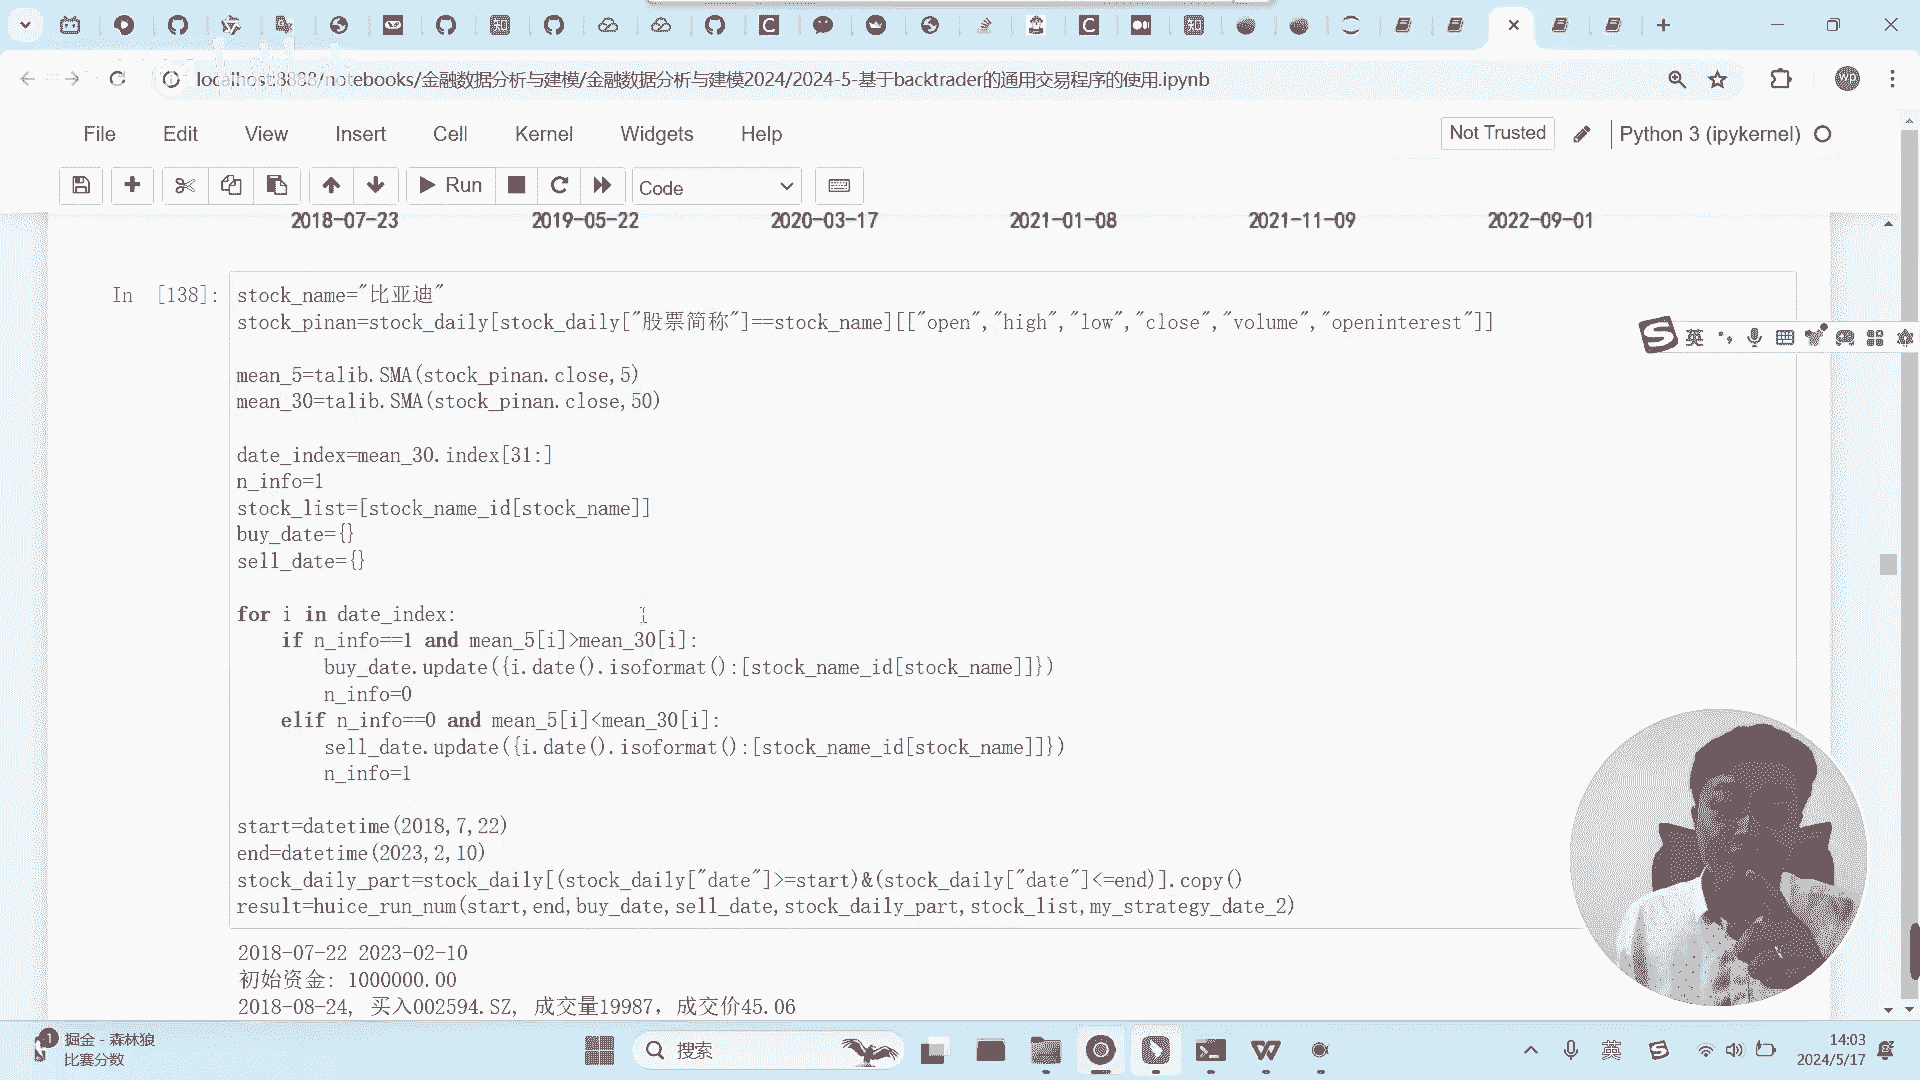 localhost:8888/notebooks/金融数据分析与建模/金融数据分析与建模2024/2024-5-基于backtrader的通用交易程序的使用.ipynb
wp
File Edit View Insert Cell Kernel Widgets Help
Not Trusted
Python 3 (ipykernel)
Run
Code
2018-07-23 2019-05-22 2020-03-17 2021-01-08 2021-11-09 2022-09-01
In [138]:
stock_name="比亚迪"
stock_pinan=stock_daily[stock_daily["股票简称"]==stock_name][["open","high","low","close","volume","openinterest"]]
英
mean_5=talib.SMA(stock_pinan.close,5)
mean_30=talib.SMA(stock_pinan.close,50)
date_index=mean_30.index[31:]
n_info=1
stock_list=[stock_name_id[stock_name]]
buy_date={}
sell_date={}
for i in date_index:
    if n_info==1 and mean_5[i]>mean_30[i]:
        buy_date.update({i.date().isoformat():[stock_name_id[stock_name]]})
        n_info=0
    elif n_info==0 and mean_5[i]<mean_30[i]:
        sell_date.update({i.date().isoformat():[stock_name_id[stock_name]]})
        n_info=1
start=datetime(2018,7,22)
end=datetime(2023,2,10)
stock_daily_part=stock_daily[(stock_daily["date"]>=start)&(stock_daily["date"]<=end)].copy()
result=huice_run_num(start,end,buy_date,sell_date,stock_daily_part,stock_list,my_strategy_date_2)
2018-07-22 2023-02-10
初始资金: 1000000.00
2018-08-24, 买入002594.SZ, 成交量19987，成交价45.06
1
掘金 - 森林狼
比赛分数
搜索
英
14:03
2024/5/17